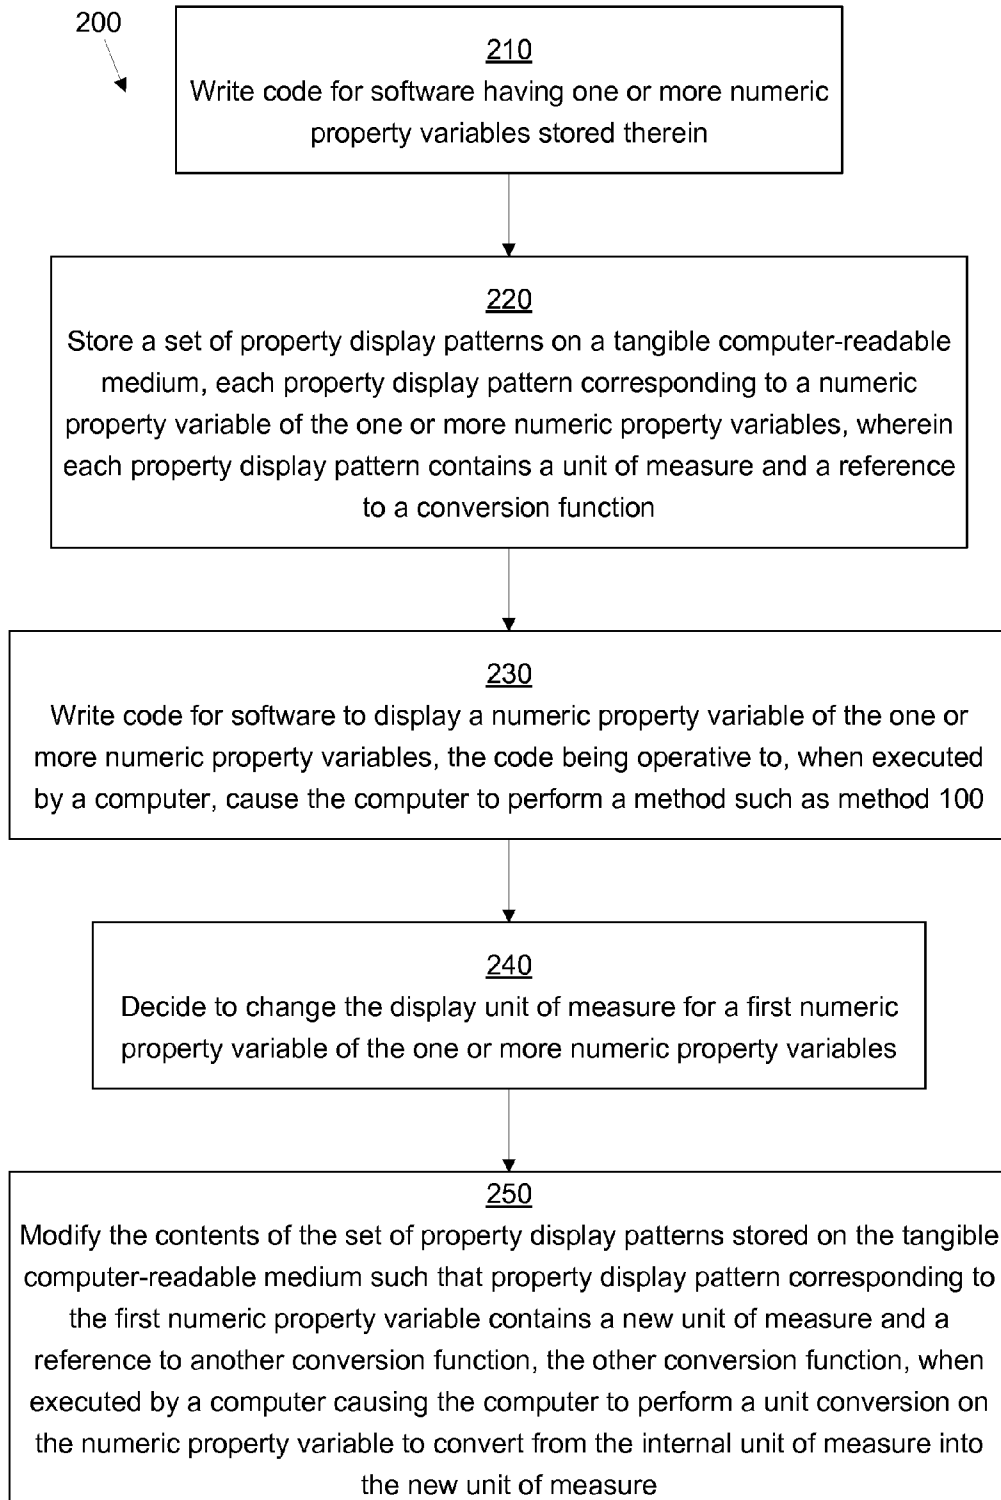 200
210
Write code for software having one or more numeric
property variables stored therein
220
Store a set of property display patterns on a tangible computer-readable
medium, each property display pattern corresponding to a numeric
property variable of the one or more numeric property variables, wherein
each property display pattern contains a unit of measure and a reference
to a conversion function
230
Write code for software to display a numeric property variable of the one or
more numeric property variables, the code being operative to, when executed
by a computer, cause the computer to perform a method such as method 100
240
Decide to change the display unit of measure for a first numeric
property variable of the one or more numeric property variables
250
Modify the contents of the set of property display patterns stored on the tangible
computer-readable medium such that property display pattern corresponding to
the first numeric property variable contains a new unit of measure and a
reference to another conversion function, the other conversion function, when
executed by a computer causing the computer to perform a unit conversion on
the numeric property variable to convert from the internal unit of measure into
the new unit of measure